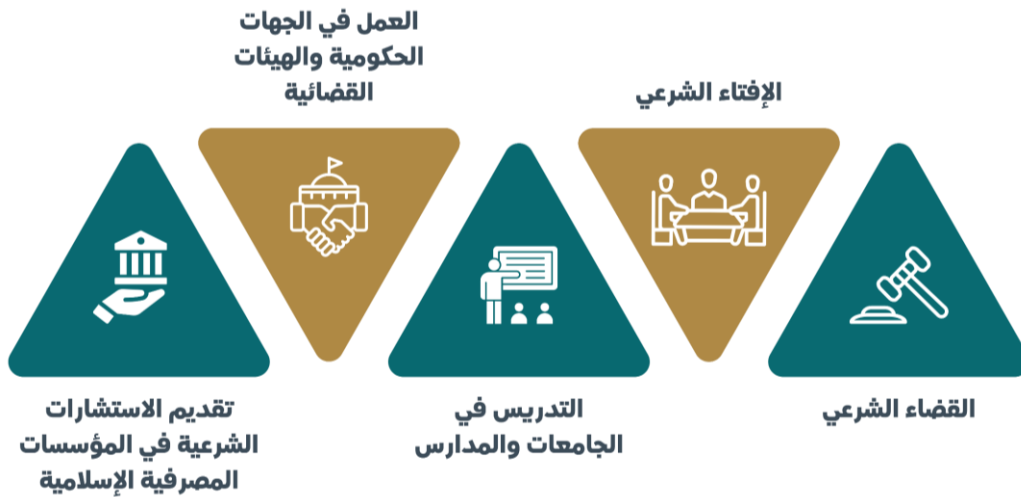 القضاء الشرعي
الإفتاء الشرعي
التدريس في
الجامعات والمدارس
العمل في الجهات
الحكومية والهيئات
القضائية
تقديم الاستشارات
الشرعية في المؤسسات
المصرفية الإسلامية